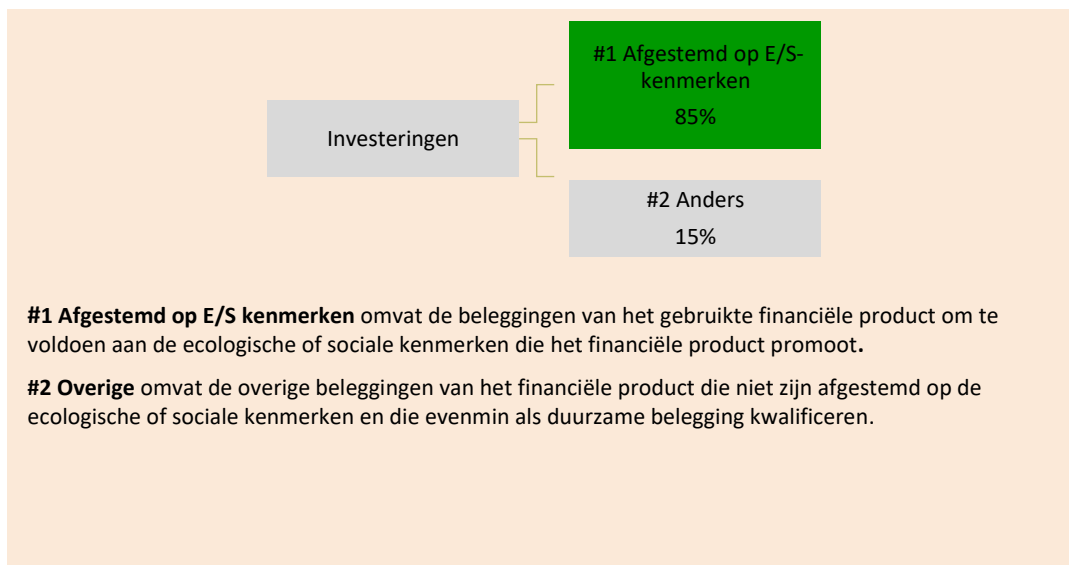 #1 Afgestemd op E/S-
kenmerken
85%
Investeringen
#2 Anders
15%
#1 Afgestemd op E/S kenmerken omvat de beleggingen van het gebruikte financiële product om te
voldoen aan de ecologische of sociale kenmerken die het financiële product promoot.
#2 Overige omvat de overige beleggingen van het financiële product die niet zijn afgestemd op de
ecologische of sociale kenmerken en die evenmin als duurzame belegging kwalificeren.